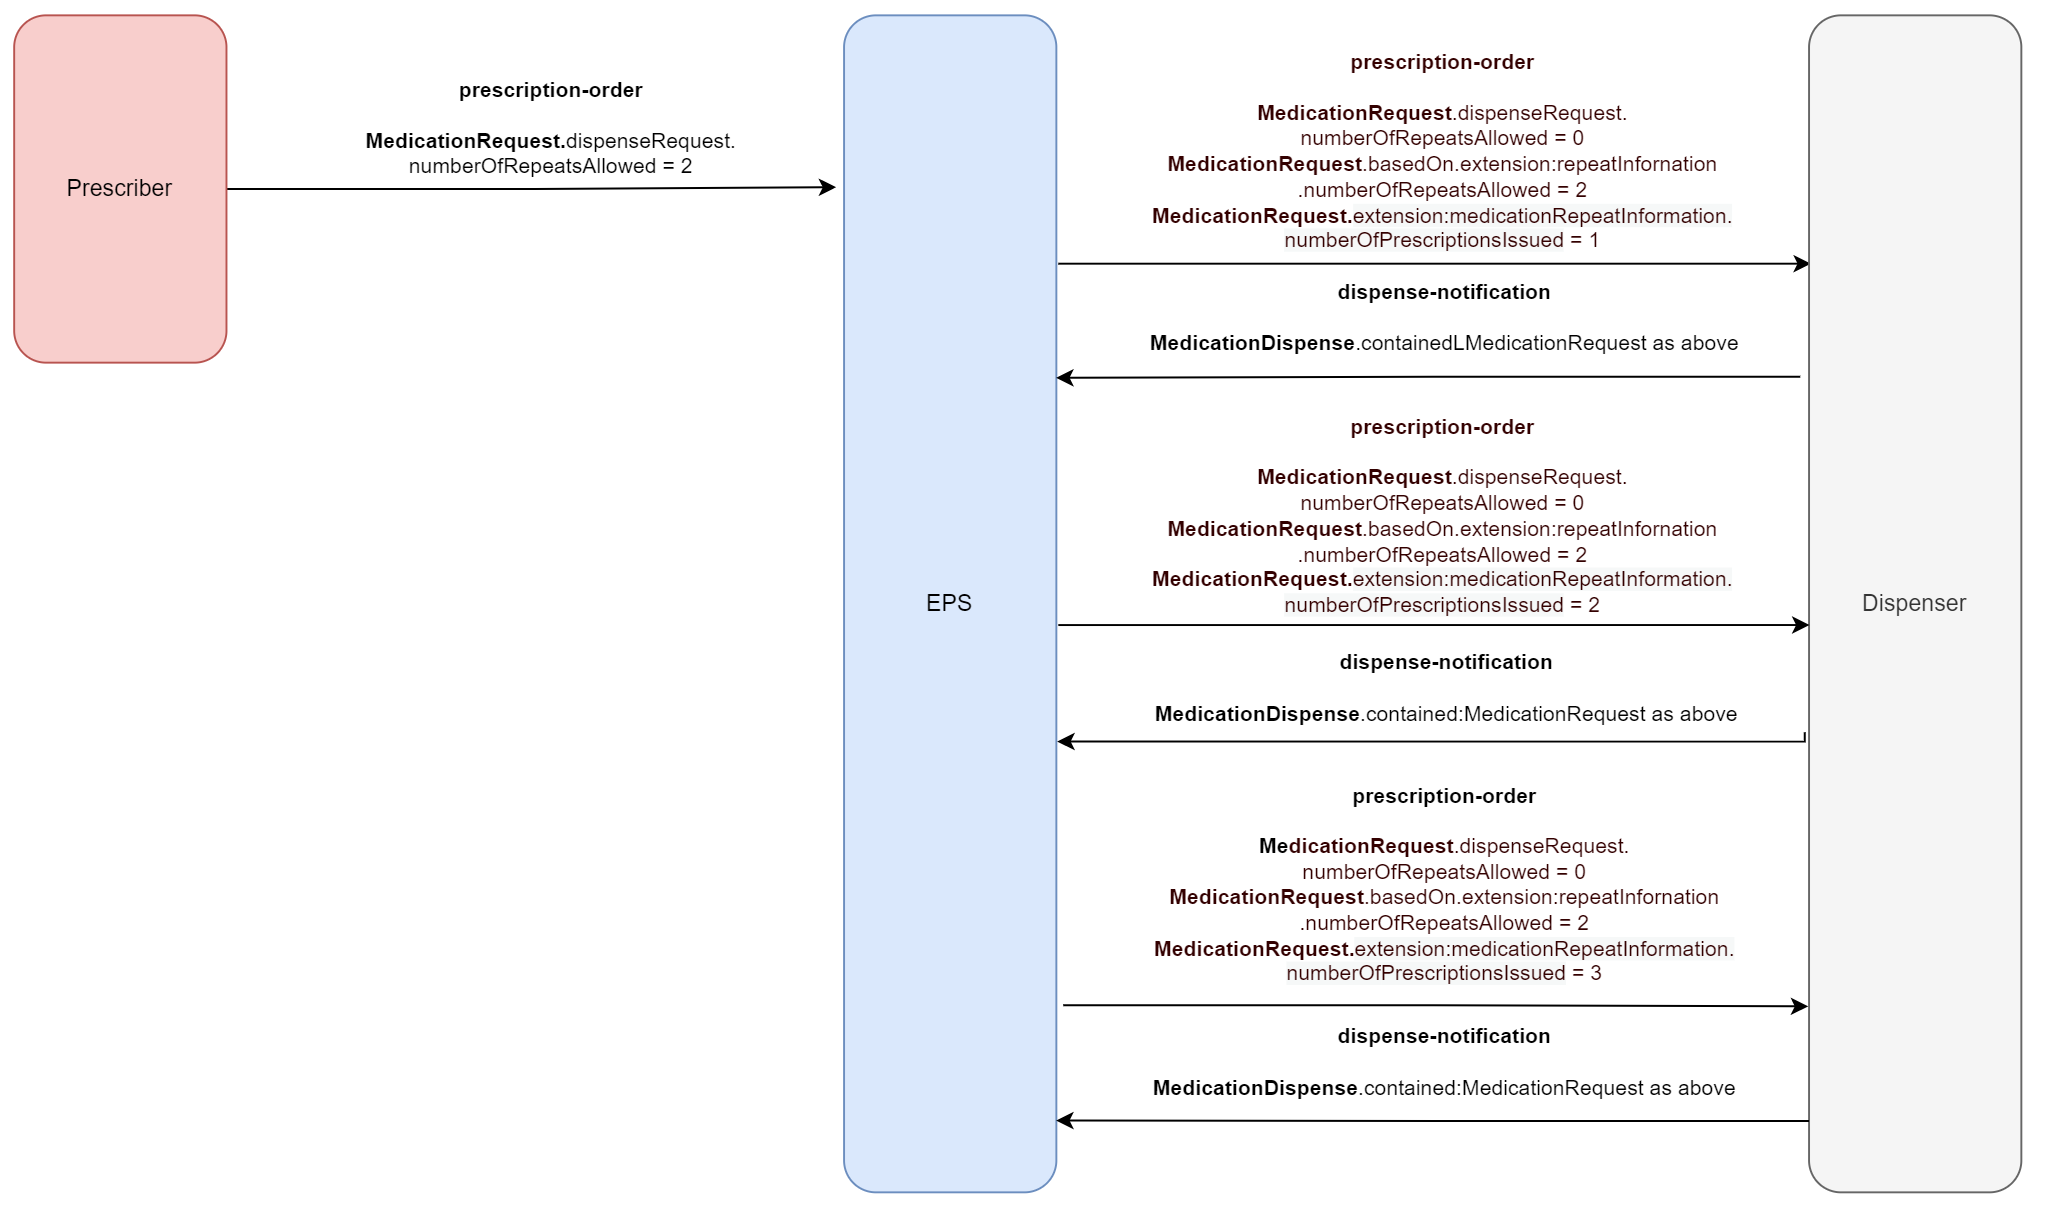 Prescriber
prescription-order
MedicationRequest.dispenseRequest.
numberOfRepeatsAllowed = 2
EPS
prescription-order
MedicationRequest.dispenseRequest.
numberOfRepeatsAllowed = 0
MedicationRequest.basedOn.extension:repeatInfornation
.numberOfRepeatsAllowed = 2
MedicationRequest.extension:medicationRepeatInformation.
numberOfPrescriptionsIssued = 1
dispense-notification
MedicationDispense.containedLMedicationRequest as above
prescription-order
MedicationRequest.dispenseRequest.
numberOfRepeatsAllowed = 0
MedicationRequest.basedOn.extension:repeatInfornation
.numberOfRepeatsAllowed = 2
MedicationRequest.extension:medicationRepeatInformation.
numberOfPrescriptionsIssued = 2
dispense-notification
MedicationDispense.contained:MedicationRequest as above
prescription-order
MedicationRequest.dispenseRequest.
numberOfRepeatsAllowed = 0
MedicationRequest.basedOn.extension:repeatInfornation
.numberOfRepeatsAllowed = 2
MedicationRequest.extension:medicationRepeatInformation.
numberOfPrescriptionsIssued = 3
dispense-notification
MedicationDispense.contained:MedicationRequest as above
Dispenser